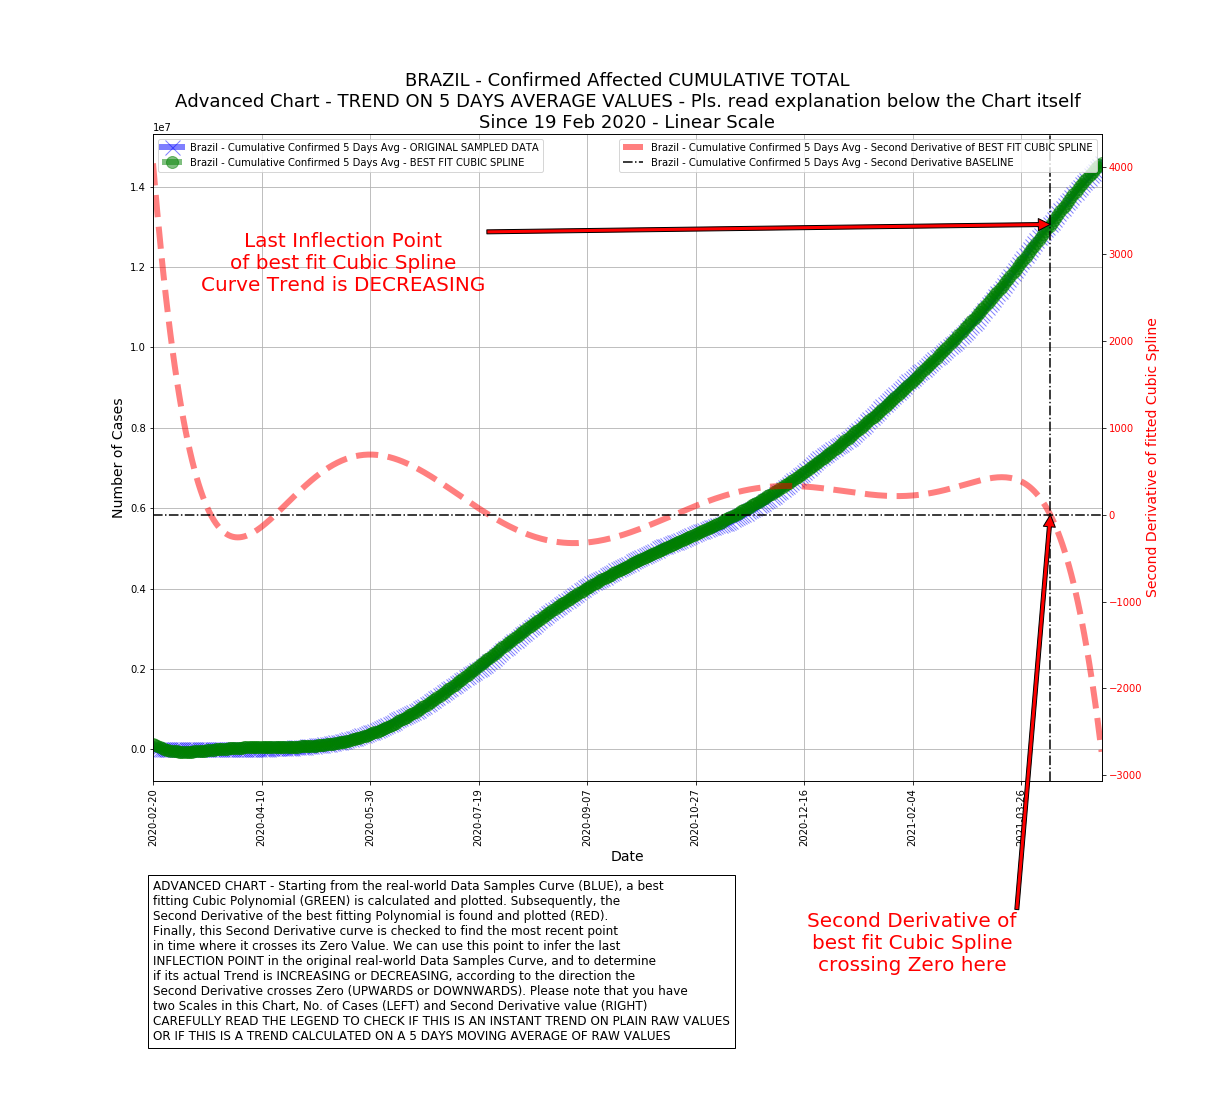 BRAZIL - Confirmed Affected CUMULATIVE TOTAL
Advanced Chart - TREND ON 5 DAYS AVERAGE VALUES - Pls. read explanation below the Chart itself
Since 19 Feb 2020 - Linear Scale
1e7
Brazil - Cumulative Confirmed 5 Days Avg - ORIGINAL SAMPLED DATA
Brazil - Cumulative Confirmed 5 Days Avg - BEST FIT CUBIC SPLINE
Brazil - Cumulative Confirmed 5 Days Avg - Second Derivative of BEST FIT CUBIC SPLINE
Brazil - Cumulative Confirmed 5 Days Avg - Second Derivative BASELINE
Last Inflection Point
of best fit Cubic Spline
Curve Trend is DECREASING
Number of Cases
1.4
1.2
1.0
0.8
0.6
0.4
0.2
0.0
4000
3000
2000
1000
0
−1000
−2000
−3000
Second Derivative of fitted Cubic Spline
2020-02-20
2020-04-10
2020-05-30
2020-07-19
2020-09-07
2020-10-27
2020-12-16
2021-02-04
2021-03-26
Date
Second Derivative of
best fit Cubic Spline
crossing Zero here
ADVANCED CHART - Starting from the real-world Data Samples Curve (BLUE), a best
fitting Cubic Polynomial (GREEN) is calculated and plotted. Subsequently, the
Second Derivative of the best fitting Polynomial is found and plotted (RED).
Finally, this Second Derivative curve is checked to find the most recent point
in time where it crosses its Zero Value. We can use this point to infer the last
INFLECTION POINT in the original real-world Data Samples Curve, and to determine
if its actual Trend is INCREASING or DECREASING, according to the direction the
Second Derivative crosses Zero (UPWARDS or DOWNWARDS). Please note that you have
two Scales in this Chart, No. of Cases (LEFT) and Second Derivative value (RIGHT)
CAREFULLY READ THE LEGEND TO CHECK IF THIS IS AN INSTANT TREND ON PLAIN RAW VALUES
OR IF THIS IS A TREND CALCULATED ON A 5 DAYS MOVING AVERAGE OF RAW VALUES